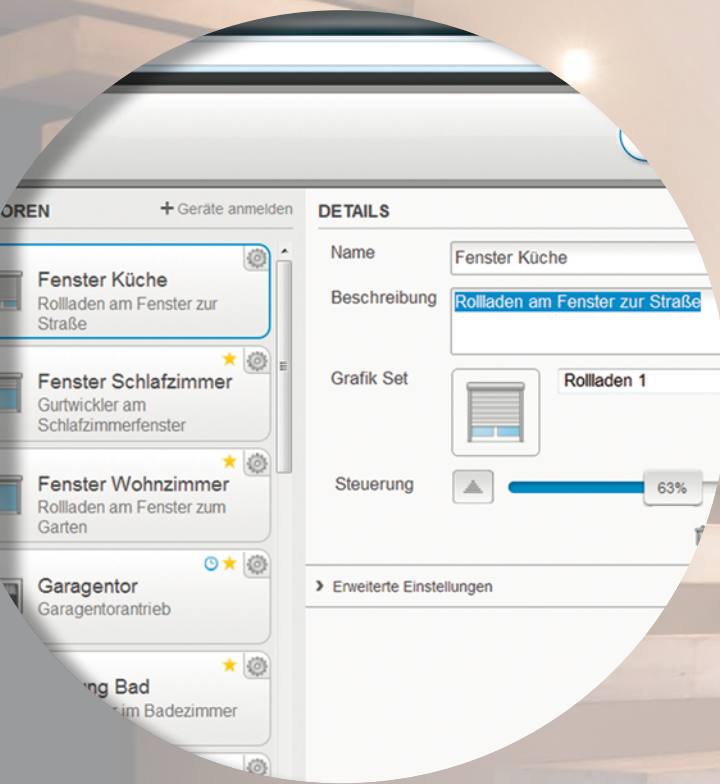 OREN
+ Geräte anmelden
Fenster Küche
Rollladen am Fenster zur
Straße
Fenster Schlafzimmer
Gurtwickler am
Schlafzimmerfenster
Fenster Wohnzimmer
Rollladen am Fenster zum
Garten
Garagentor
Garagentorantrieb
ng Bad
im Badezimmer
DETAILS
Name
Fenster Küche
Beschreibung
Rollladen am Fenster zur Straße
Grafik Set
Rollladen 1
Steuerung
63%
Erweiterte Einstellungen